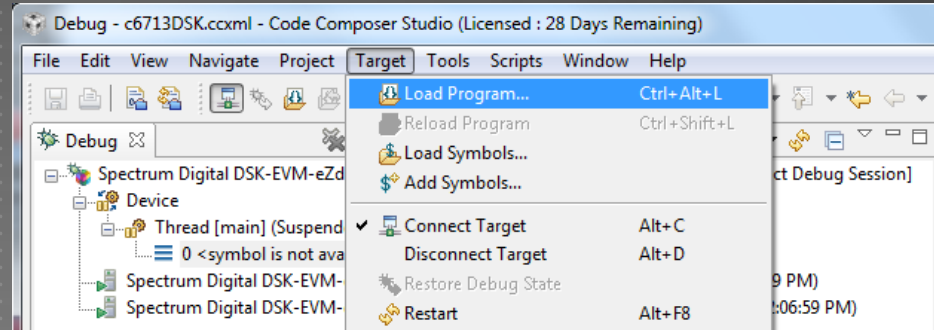 Debug - c6713DSK.ccxml - Code Composer Studio (Licensed : 28 Days Remaining)
File Edit View Navigate Project Target Tools Scripts Window Help
Load Program... Ctrl+Alt+L
Reload Program Ctrl+Shift+L
Load Symbols...
Add Symbols...
Connect Target Alt+C
Disconnect Target Alt+D
Restore Debug State
Restart Alt+F8
Debug
Spectrum Digital DSK-EVM-eZd ct Debug Session]
Device
Thread [main] (Suspend
0 <symbol is not ava
Spectrum Digital DSK-EVM- 9 PM)
Spectrum Digital DSK-EVM- :06:59 PM)